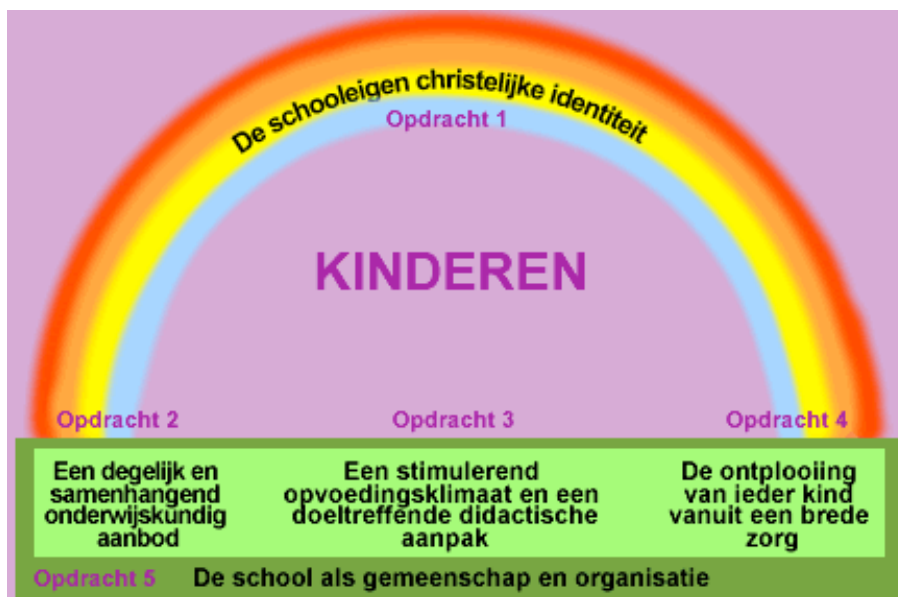 De schooleigen christelijke identiteit
Opdracht 1
KINDEREN
Opdracht 2
Een degelijk en
samenhangend
onderwijskundig
aanbod
Opdracht 3
Een stimulerend
opvoedingsklimaat en een
doeltreffende didactische
aanpak
Opdracht 4
De ontplooiing
van ieder kind
vanuit een brede
zorg
Opdracht 5 De school als gemeenschap en organisatie